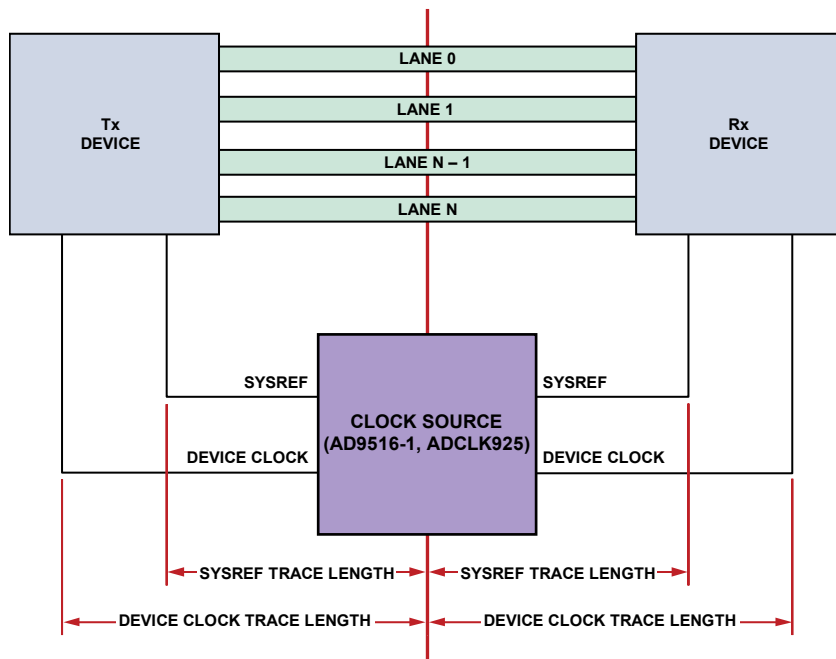 LANE 0
LANE 1
LANE N – 1
LANE N
Tx
DEVICE
Rx
DEVICE
SYSREF
SYSREF
CLOCK SOURCE
(AD9516-1, ADCLK925)
DEVICE CLOCK
DEVICE CLOCK
SYSREF TRACE LENGTH
SYSREF TRACE LENGTH
DEVICE CLOCK TRACE LENGTH
DEVICE CLOCK TRACE LENGTH